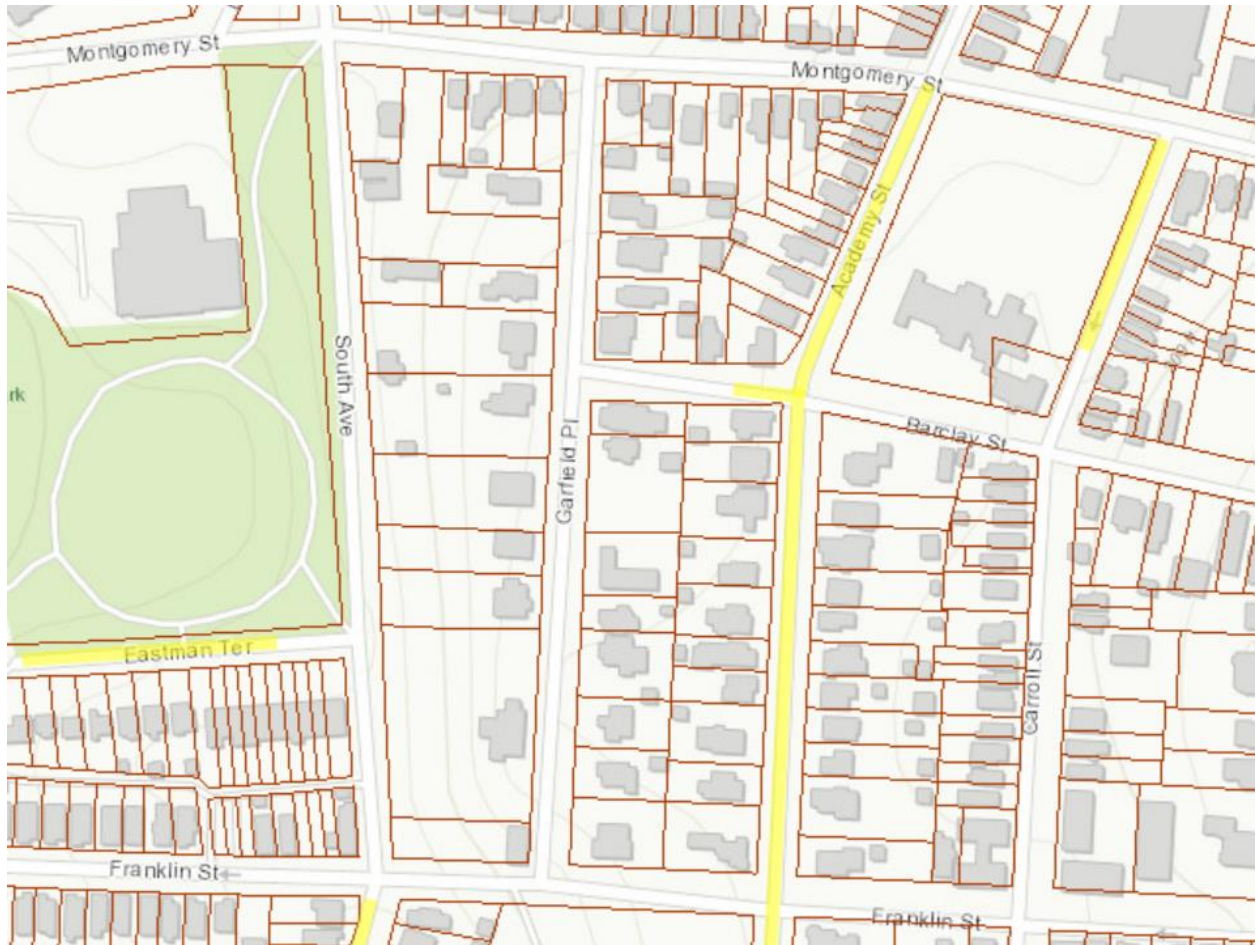 Montgomery St
Montgomery St
Academy St
South Ave
rk
Garfield Pl
Barclay St
Eastman Ter
Carroll St
Franklin St
Franklin St